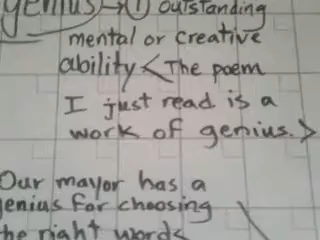 genius → ① outstanding
mental or creative
ability < The poem
I just read is a
work of genius. >
Our mayor has a
genius for choosing
the right words